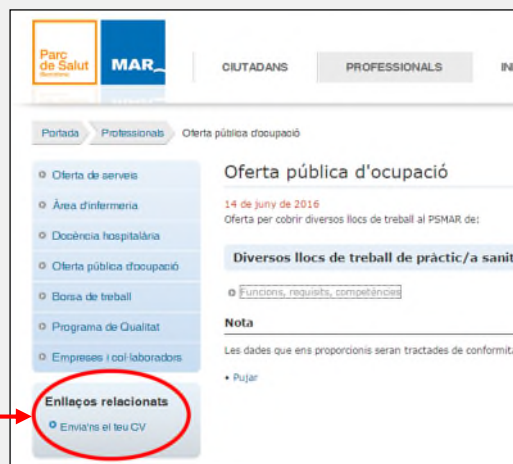 Parc
de Salut
Barcelona
MAR
CIUTADANS
PROFESSIONALS
Portada
Professionals
Oferta pública d'ocupació
Oferta de serveis
Àrea d'infermeria
Docència hospitalària
Oferta pública d'ocupació
Borsa de treball
Programa de Qualitat
Empreses i col·laboradors
Enllaços relacionats
Envia'ns el teu CV
Oferta pública d'ocupació
14 de juny de 2016
Oferta per cobrir diversos llocs de treball al PSMAR de:
Diversos llocs de treball de pràctic/a sanit
Funcions, requisits, competències
Nota
Les dades que ens proporcionis seran tractades de conformita
• Pujar